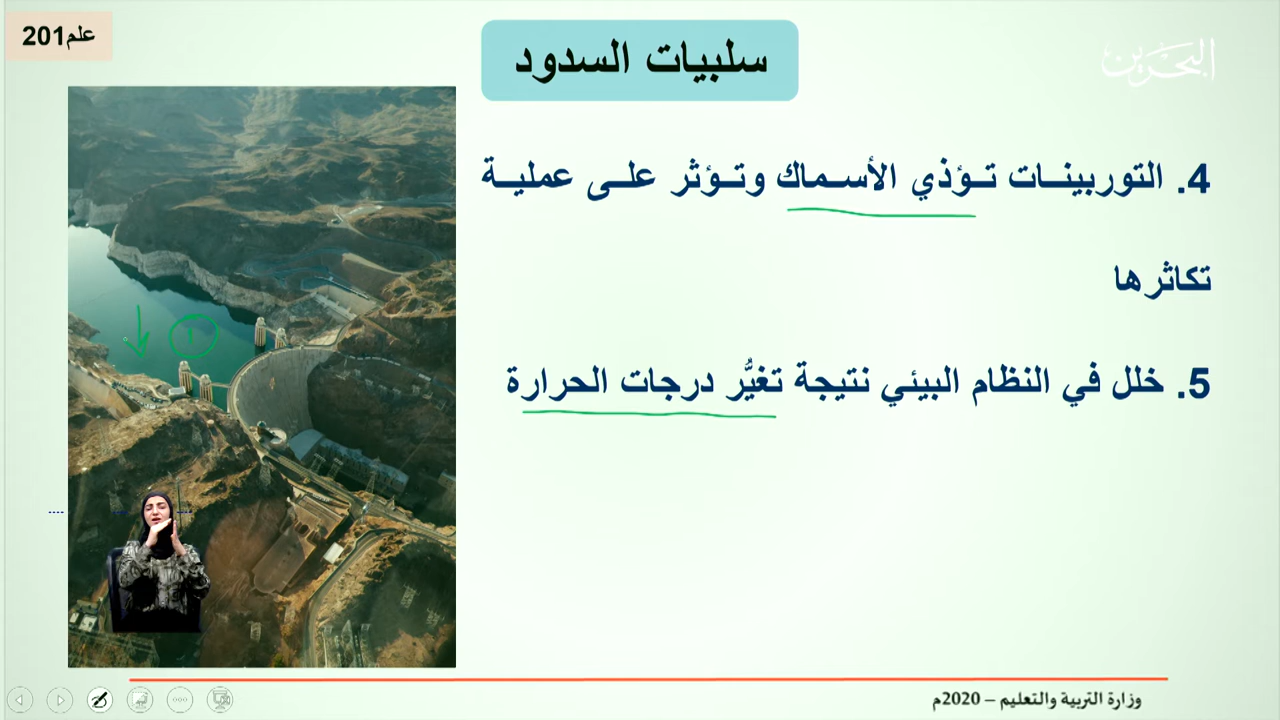 علم201
سلبيات السدود
البحرين
4. التوربينات تؤذي الأسماك وتؤثر على عملية
تكاثرها
5. خلل في النظام البيئي نتيجة تغيُّر درجات الحرارة
1
وزارة التربية والتعليم – 2020م